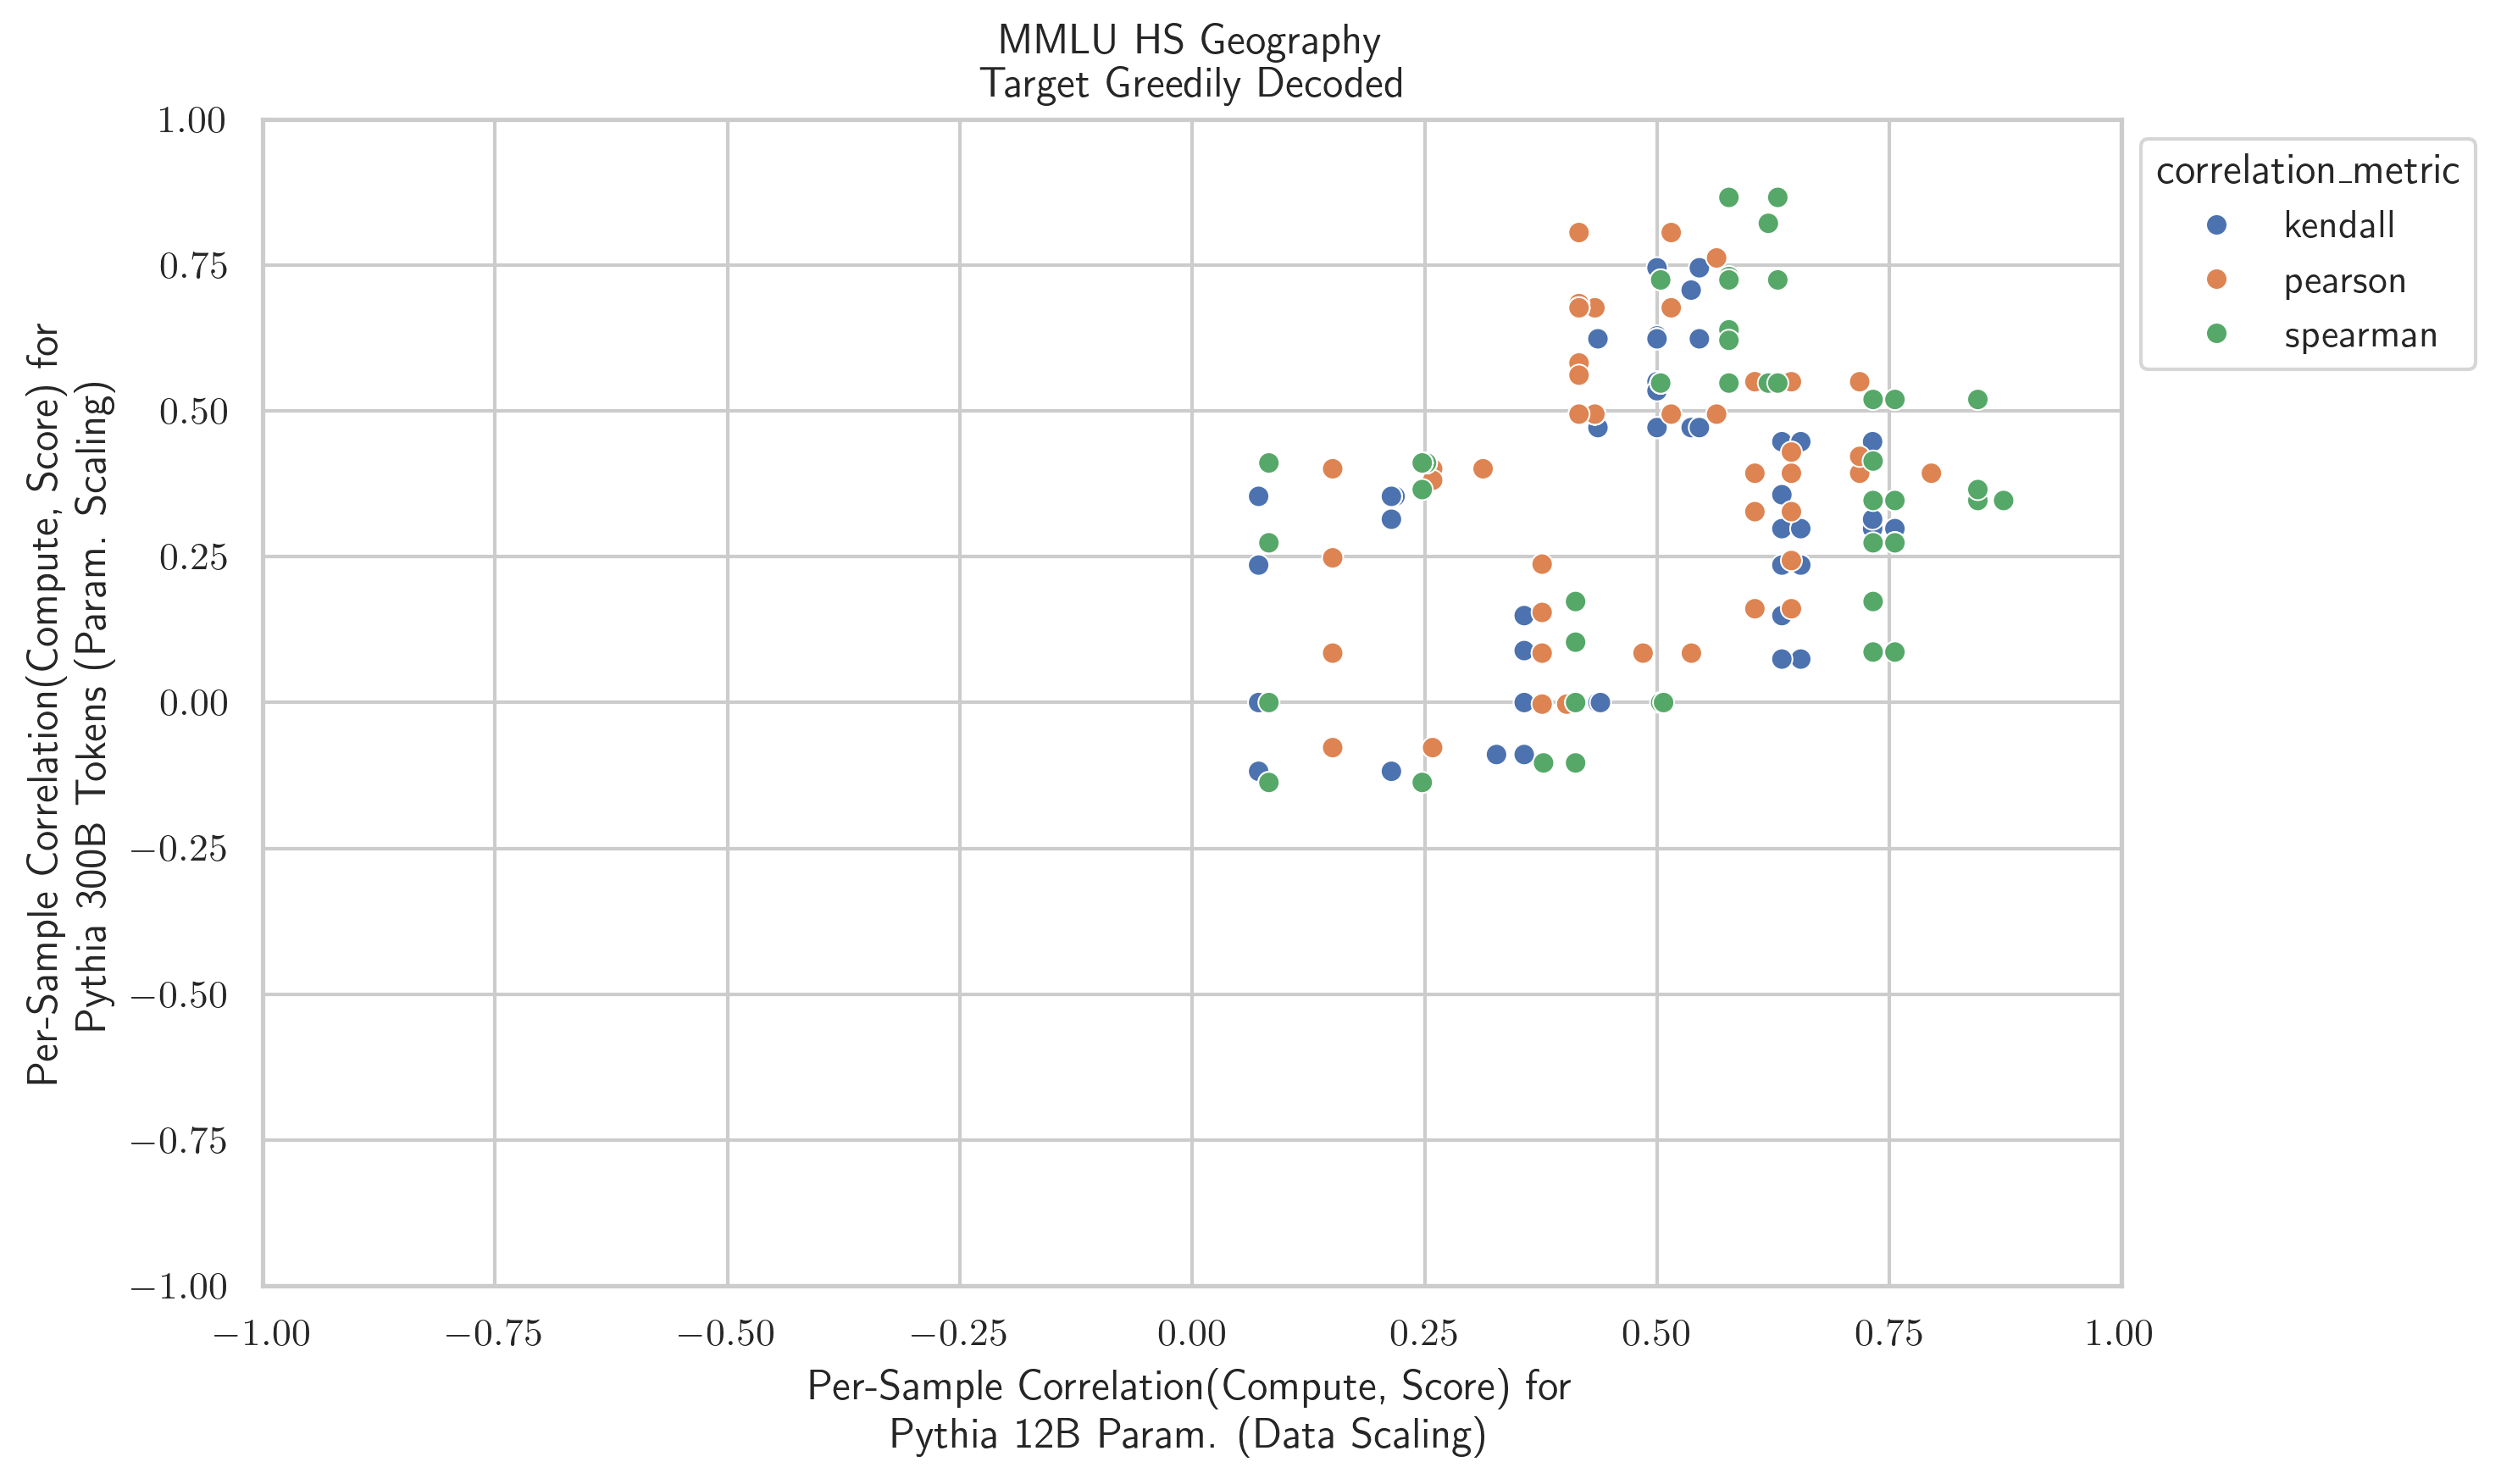 MMLU HS Geography
Target Greedily Decoded
Per-Sample Correlation(Compute, Score) for
Pythia 300B Tokens (Param. Scaling)
1.00
0.75
0.50
0.25
0.00
−0.25
−0.50
−0.75
−1.00
−1.00 −0.75 −0.50 −0.25 0.00 0.25 0.50 0.75 1.00
Per-Sample Correlation(Compute, Score) for
Pythia 12B Param. (Data Scaling)
correlation_metric
kendall
pearson
spearman